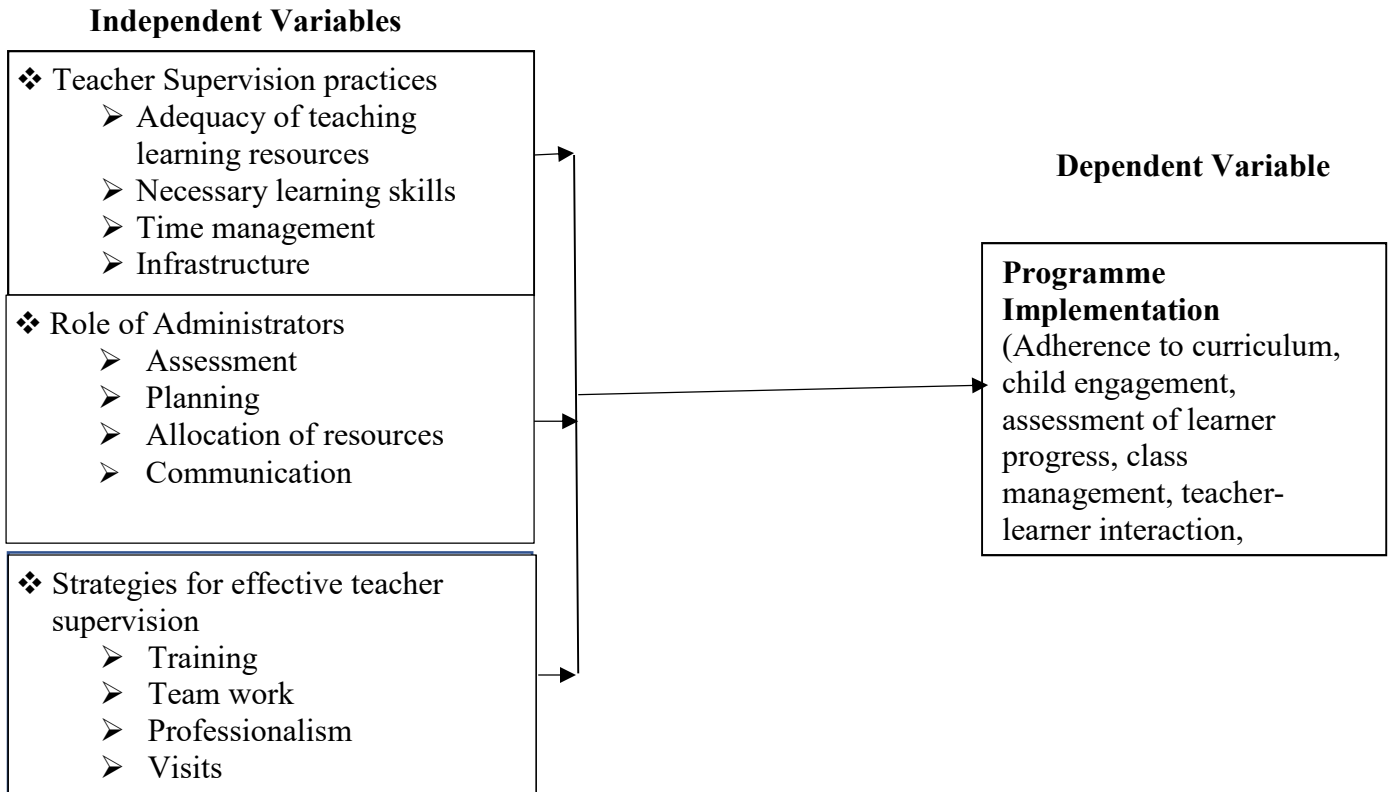 Independent Variables
❖ Teacher Supervision practices
➢ Adequacy of teaching
learning resources
➢ Necessary learning skills
➢ Time management
➢ Infrastructure
❖ Role of Administrators
➢ Assessment
➢ Planning
➢ Allocation of resources
➢ Communication
❖ Strategies for effective teacher
supervision
➢ Training
➢ Team work
➢ Professionalism
➢ Visits
Dependent Variable
Programme
Implementation
(Adherence to curriculum,
child engagement,
assessment of learner
progress, class
management, teacher-
learner interaction,